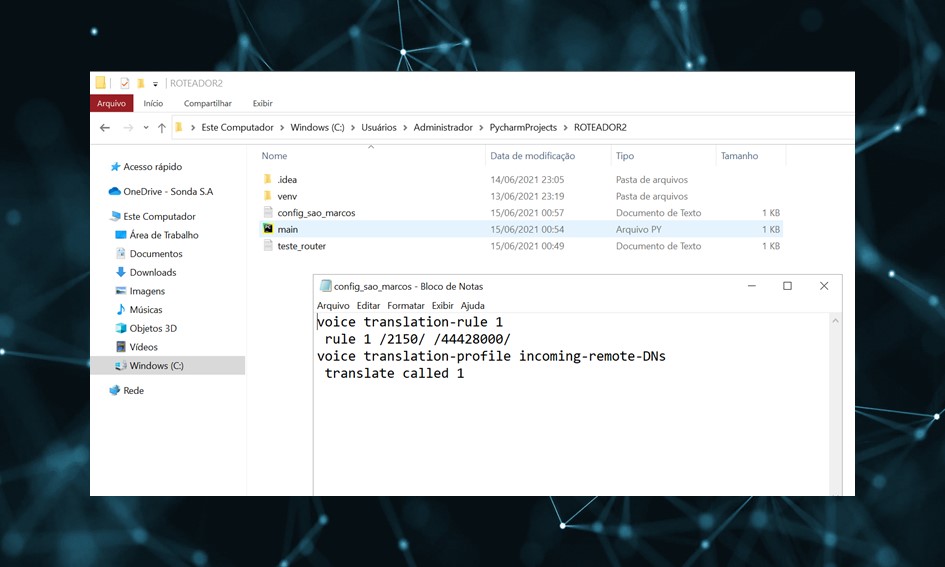 ROTEADOR2
Arquivo Início Compartilhar Exibir
Este Computador Windows (C:) Usuários Administrador PycharmProjects ROTEADOR2
Acesso rápido
OneDrive - Sonda S.A
Este Computador
Área de Trabalho
Documentos
Downloads
Imagens
Músicas
Objetos 3D
Vídeos
Windows (C:)
Rede
Nome Data de modificação Tipo Tamanho
.idea 14/06/2021 23:05 Pasta de arquivos
venv 13/06/2021 23:19 Pasta de arquivos
config_sao_marcos 15/06/2021 00:57 Documento de Texto 1 KB
main 15/06/2021 00:54 Arquivo PY 1 KB
teste_router 15/06/2021 00:49 Documento de Texto 1 KB
config_sao_marcos - Bloco de Notas
Arquivo Editar Formatar Exibir Ajuda
voice translation-rule 1
rule 1 /2150/ /44428000/
voice translation-profile incoming-remote-DNs
translate called 1